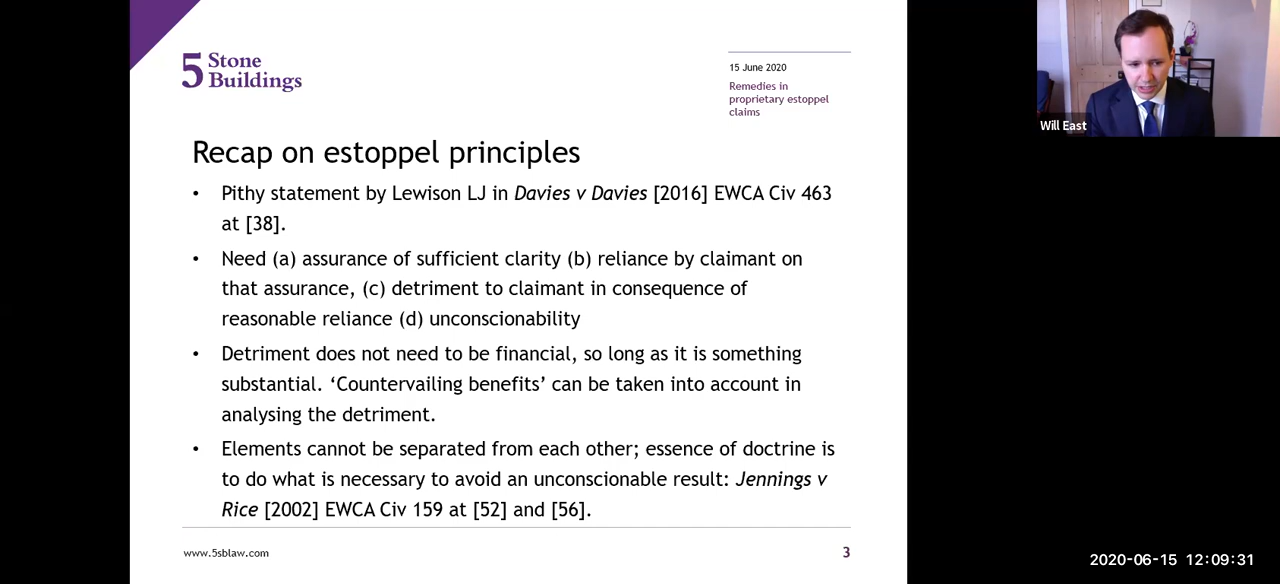 5 Stone
Buildings
15 June 2020
Remedies in
proprietary estoppel
claims
Recap on estoppel principles
• Pithy statement by Lewison LJ in Davies v Davies [2016] EWCA Civ 463
at [38].
• Need (a) assurance of sufficient clarity (b) reliance by claimant on
that assurance, (c) detriment to claimant in consequence of
reasonable reliance (d) unconscionability
• Detriment does not need to be financial, so long as it is something
substantial. ‘Countervailing benefits’ can be taken into account in
analysing the detriment.
• Elements cannot be separated from each other; essence of doctrine is
to do what is necessary to avoid an unconscionable result: Jennings v
Rice [2002] EWCA Civ 159 at [52] and [56].
www.5sblaw.com
3
Will East
2020-06-15 12:09:31